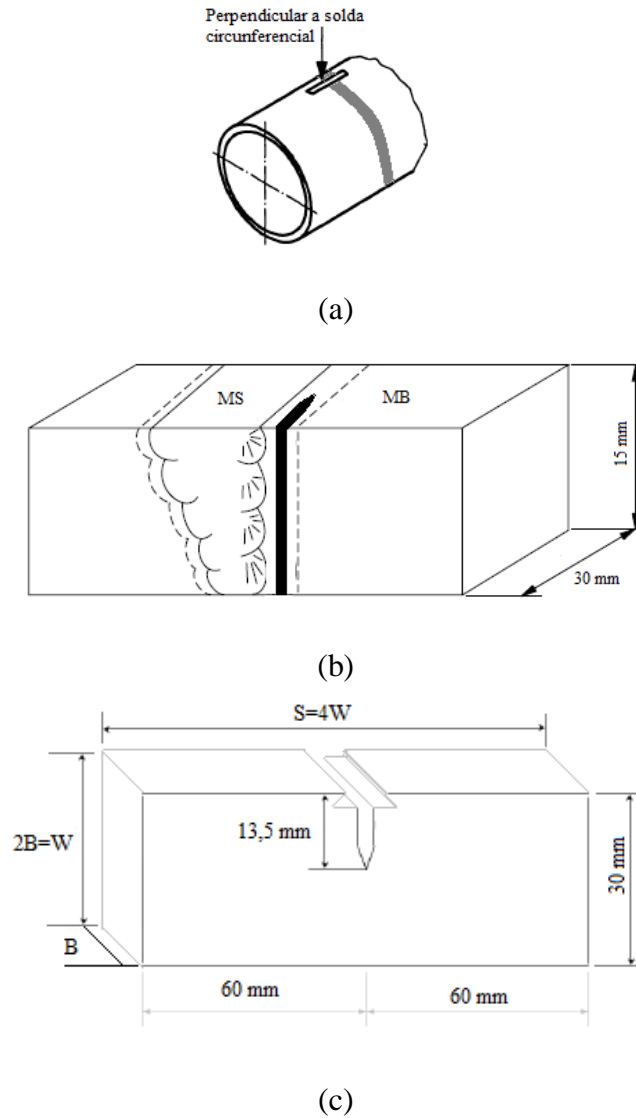 Perpendicular a solda
circunferencial
(a)
MS
MB
15 mm
30 mm
(b)
S=4W
2B=W
13,5 mm
30 mm
B
60 mm
60 mm
(c)